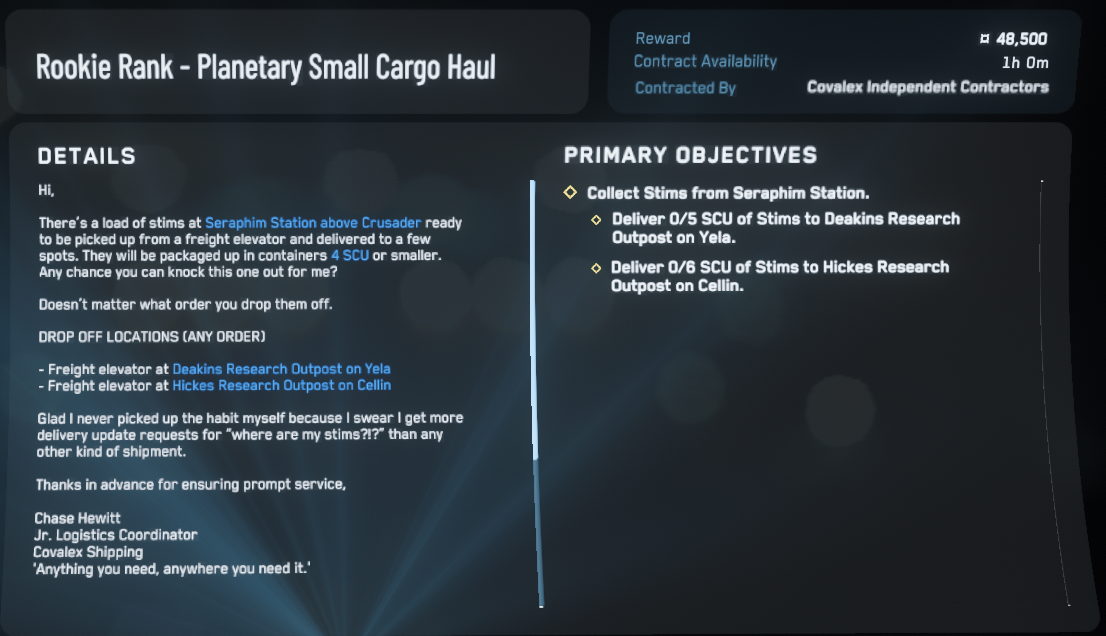 Rookie Rank - Planetary Small Cargo Haul
Reward ¤ 48,500
Contract Availability 1h 0m
Contracted By Covalex Independent Contractors
DETAILS
Hi,
There's a load of stims at Seraphim Station above Crusader ready
to be picked up from a freight elevator and delivered to a few
spots. They will be packaged up in containers 4 SCU or smaller.
Any chance you can knock this one out for me?
Doesn't matter what order you drop them off.
DROP OFF LOCATIONS (ANY ORDER)
- Freight elevator at Deakins Research Outpost on Yela
- Freight elevator at Hickes Research Outpost on Cellin
Glad I never picked up the habit myself because I swear I get more
delivery update requests for "where are my stims?!?" than any
other kind of shipment.
Thanks in advance for ensuring prompt service,
Chase Hewitt
Jr. Logistics Coordinator
Covalex Shipping
'Anything you need, anywhere you need it.'
PRIMARY OBJECTIVES
Collect Stims from Seraphim Station.
Deliver 0/5 SCU of Stims to Deakins Research
Outpost on Yela.
Deliver 0/6 SCU of Stims to Hickes Research
Outpost on Cellin.